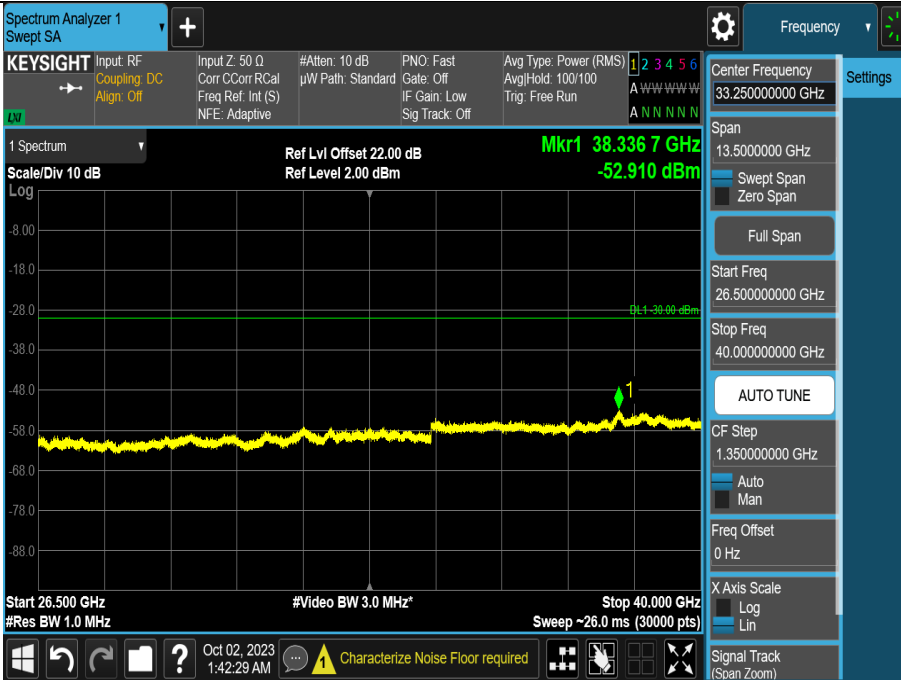 Spectrum Analyzer 1
Swept SA
Frequency
KEYSIGHT
Input: RF
Coupling: DC
Align: Off
Input Z: 50 Ω
Corr CCorr RCal
Freq Ref: Int (S)
NFE: Adaptive
#Atten: 10 dB
µW Path: Standard
PNO: Fast
Gate: Off
IF Gain: Low
Sig Track: Off
Avg Type: Power (RMS)
Avg|Hold: 100/100
Trig: Free Run
1 2 3 4 5 6
A W W W W W
A N N N N N
LXI
Center Frequency
33.250000000 GHz
Settings
1 Spectrum
Scale/Div 10 dB
Ref Lvl Offset 22.00 dB
Ref Level 2.00 dBm
Mkr1 38.336 7 GHz
-52.910 dBm
Span
13.5000000 GHz
Swept Span
Zero Span
Full Span
Start Freq
26.500000000 GHz
Stop Freq
40.000000000 GHz
AUTO TUNE
CF Step
1.350000000 GHz
Auto
Man
Freq Offset
0 Hz
X Axis Scale
Log
Lin
Signal Track
(Span Zoom)
Log
-8.00
-18.0
-28.0
-38.0
-48.0
-58.0
-68.0
-78.0
-88.0
DL1 -30.00 dBm
1
Start 26.500 GHz
#Res BW 1.0 MHz
#Video BW 3.0 MHz*
Stop 40.000 GHz
Sweep ~26.0 ms (30000 pts)
?
Oct 02, 2023
1:42:29 AM
1
Characterize Noise Floor required